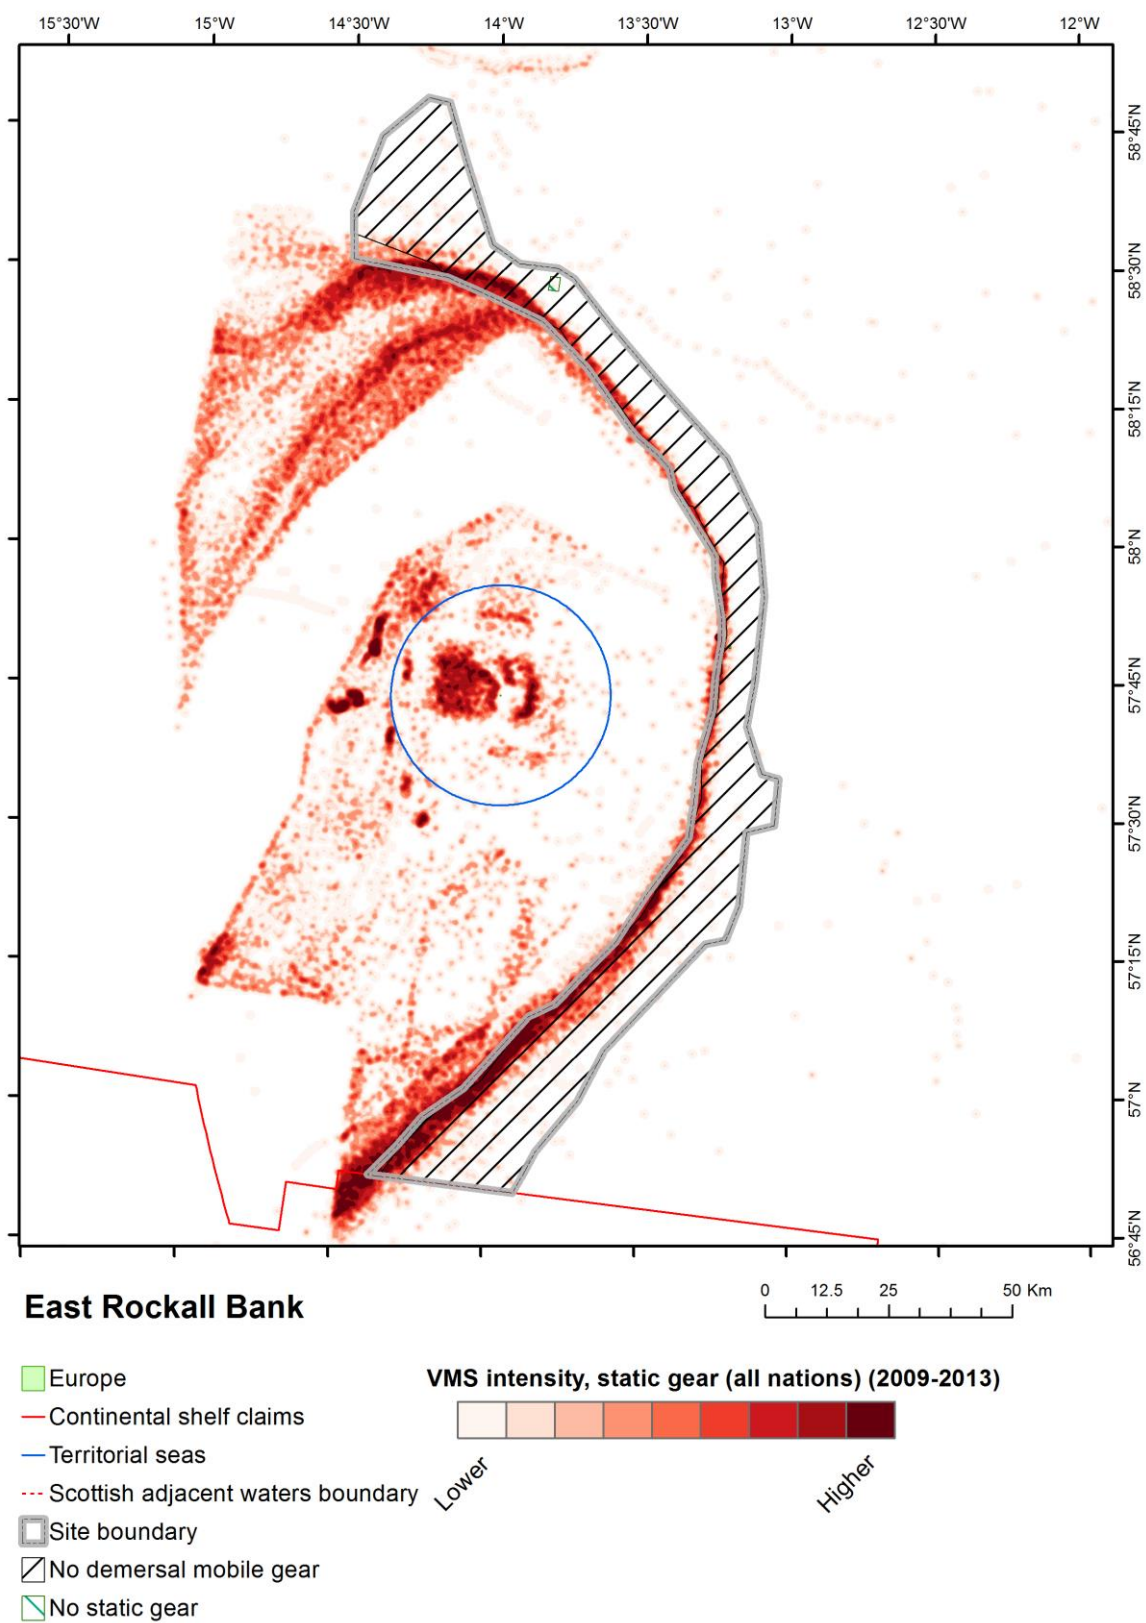 15°30'W 15°W 14°30'W 14°W 13°30'W 13°W 12°30'W 12°W
58°45'N
58°30'N
58°15'N
58°N
57°45'N
57°30'N
57°15'N
57°N
56°45'N
East Rockall Bank
0 12.5 25 50 Km
Europe
Continental shelf claims
Territorial seas
Scottish adjacent waters boundary
Site boundary
No demersal mobile gear
No static gear
VMS intensity, static gear (all nations) (2009-2013)
Lower
Higher